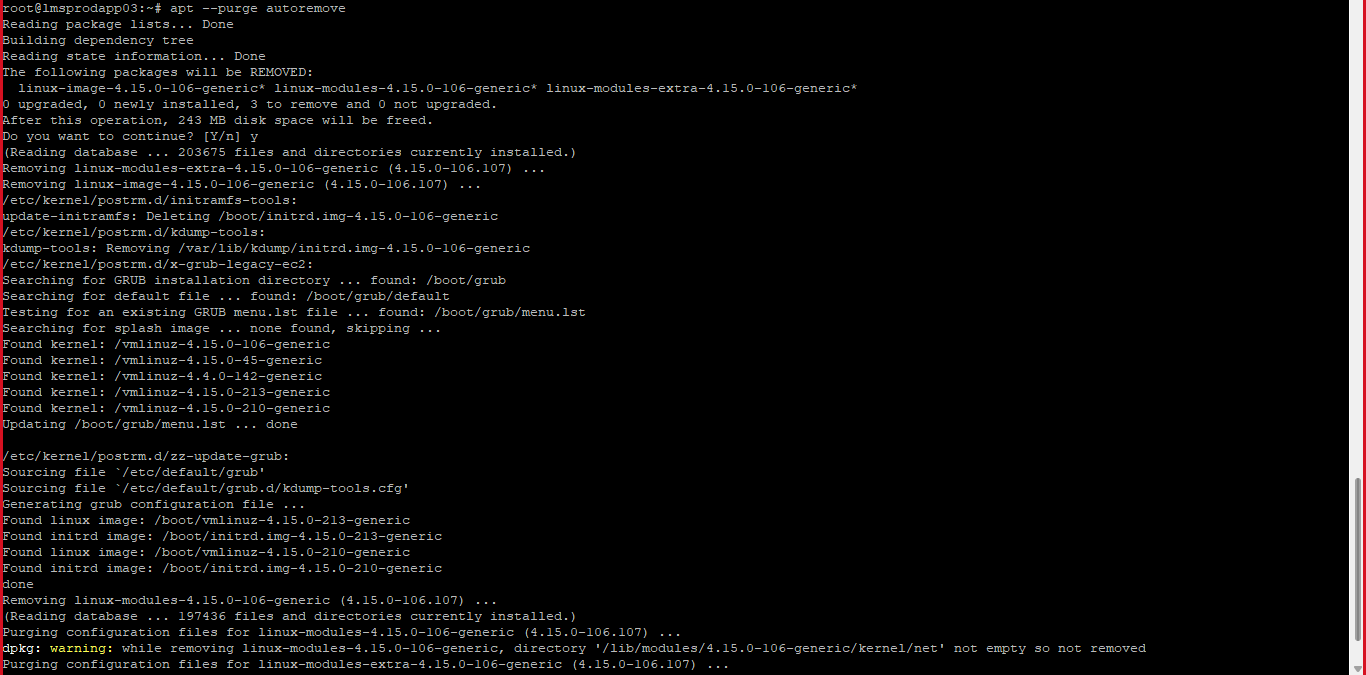 root@lmsprodapp03:~# apt --purge autoremove
Reading package lists... Done
Building dependency tree
Reading state information... Done
The following packages will be REMOVED:
  linux-image-4.15.0-106-generic* linux-modules-4.15.0-106-generic* linux-modules-extra-4.15.0-106-generic*
0 upgraded, 0 newly installed, 3 to remove and 0 not upgraded.
After this operation, 243 MB disk space will be freed.
Do you want to continue? [Y/n] y
(Reading database ... 203675 files and directories currently installed.)
Removing linux-modules-extra-4.15.0-106-generic (4.15.0-106.107) ...
Removing linux-image-4.15.0-106-generic (4.15.0-106.107) ...
/etc/kernel/postrm.d/initramfs-tools:
update-initramfs: Deleting /boot/initrd.img-4.15.0-106-generic
/etc/kernel/postrm.d/kdump-tools:
kdump-tools: Removing /var/lib/kdump/initrd.img-4.15.0-106-generic
/etc/kernel/postrm.d/x-grub-legacy-ec2:
Searching for GRUB installation directory ... found: /boot/grub
Searching for default file ... found: /boot/grub/default
Testing for an existing GRUB menu.lst file ... found: /boot/grub/menu.lst
Searching for splash image ... none found, skipping ...
Found kernel: /vmlinuz-4.15.0-106-generic
Found kernel: /vmlinuz-4.15.0-45-generic
Found kernel: /vmlinuz-4.4.0-142-generic
Found kernel: /vmlinuz-4.15.0-213-generic
Found kernel: /vmlinuz-4.15.0-210-generic
Updating /boot/grub/menu.lst ... done

/etc/kernel/postrm.d/zz-update-grub:
Sourcing file `/etc/default/grub'
Sourcing file `/etc/default/grub.d/kdump-tools.cfg'
Generating grub configuration file ...
Found linux image: /boot/vmlinuz-4.15.0-213-generic
Found initrd image: /boot/initrd.img-4.15.0-213-generic
Found linux image: /boot/vmlinuz-4.15.0-210-generic
Found initrd image: /boot/initrd.img-4.15.0-210-generic
done
Removing linux-modules-4.15.0-106-generic (4.15.0-106.107) ...
(Reading database ... 197436 files and directories currently installed.)
Purging configuration files for linux-modules-4.15.0-106-generic (4.15.0-106.107) ...
dpkg: warning: while removing linux-modules-4.15.0-106-generic, directory '/lib/modules/4.15.0-106-generic/kernel/net' not empty so not removed
Purging configuration files for linux-modules-extra-4.15.0-106-generic (4.15.0-106.107) ...